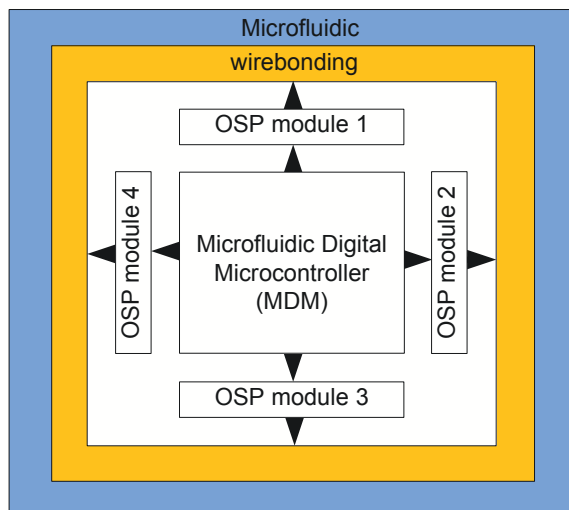 Microfluidic
wirebonding
OSP module 1
OSP module 4
Microfluidic Digital
Microcontroller
(MDM)
OSP module 2
OSP module 3